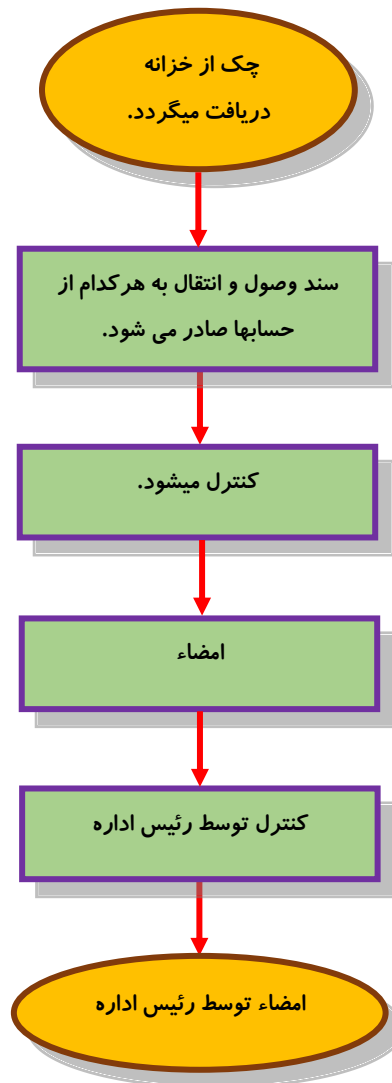 چک از خزانه
دریافت میگردد.
سند وصول و انتقال به هرکدام از
حسابها صادر می شود.
کنترل میشود.
امضاء
کنترل توسط رئیس اداره
امضاء توسط رئیس اداره